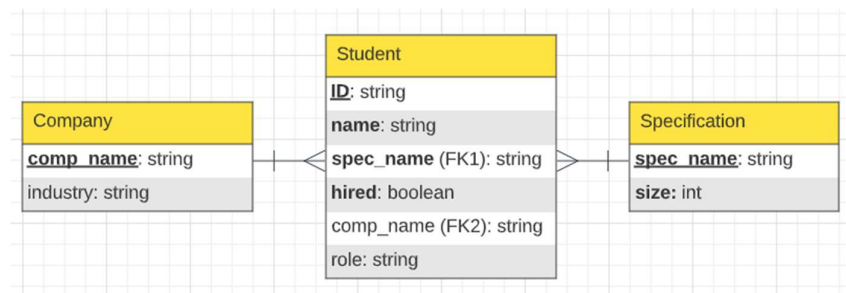 Company
comp_name: string
industry: string
Student
ID: string
name: string
spec_name (FK1): string
hired: boolean
comp_name (FK2): string
role: string
Specification
spec_name: string
size: int